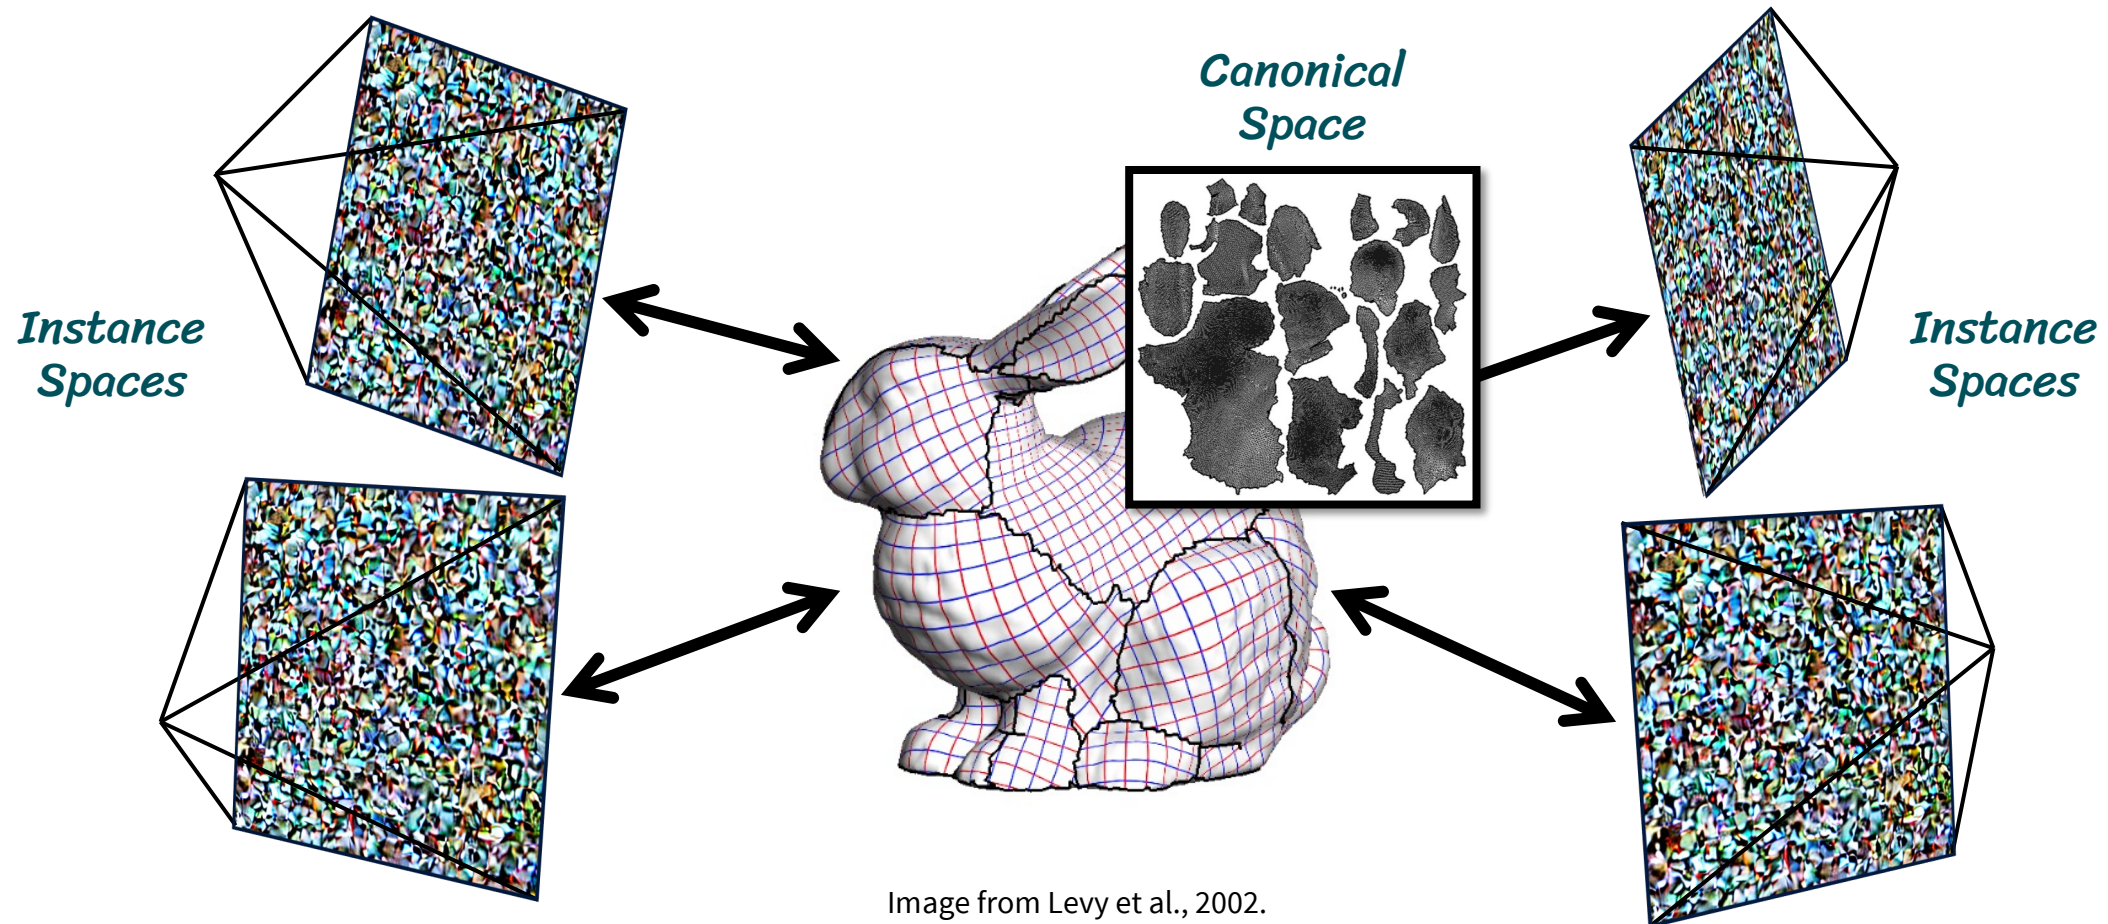 Canonical
Space
Instance
Spaces
Instance
Spaces
Image from Levy et al., 2002.